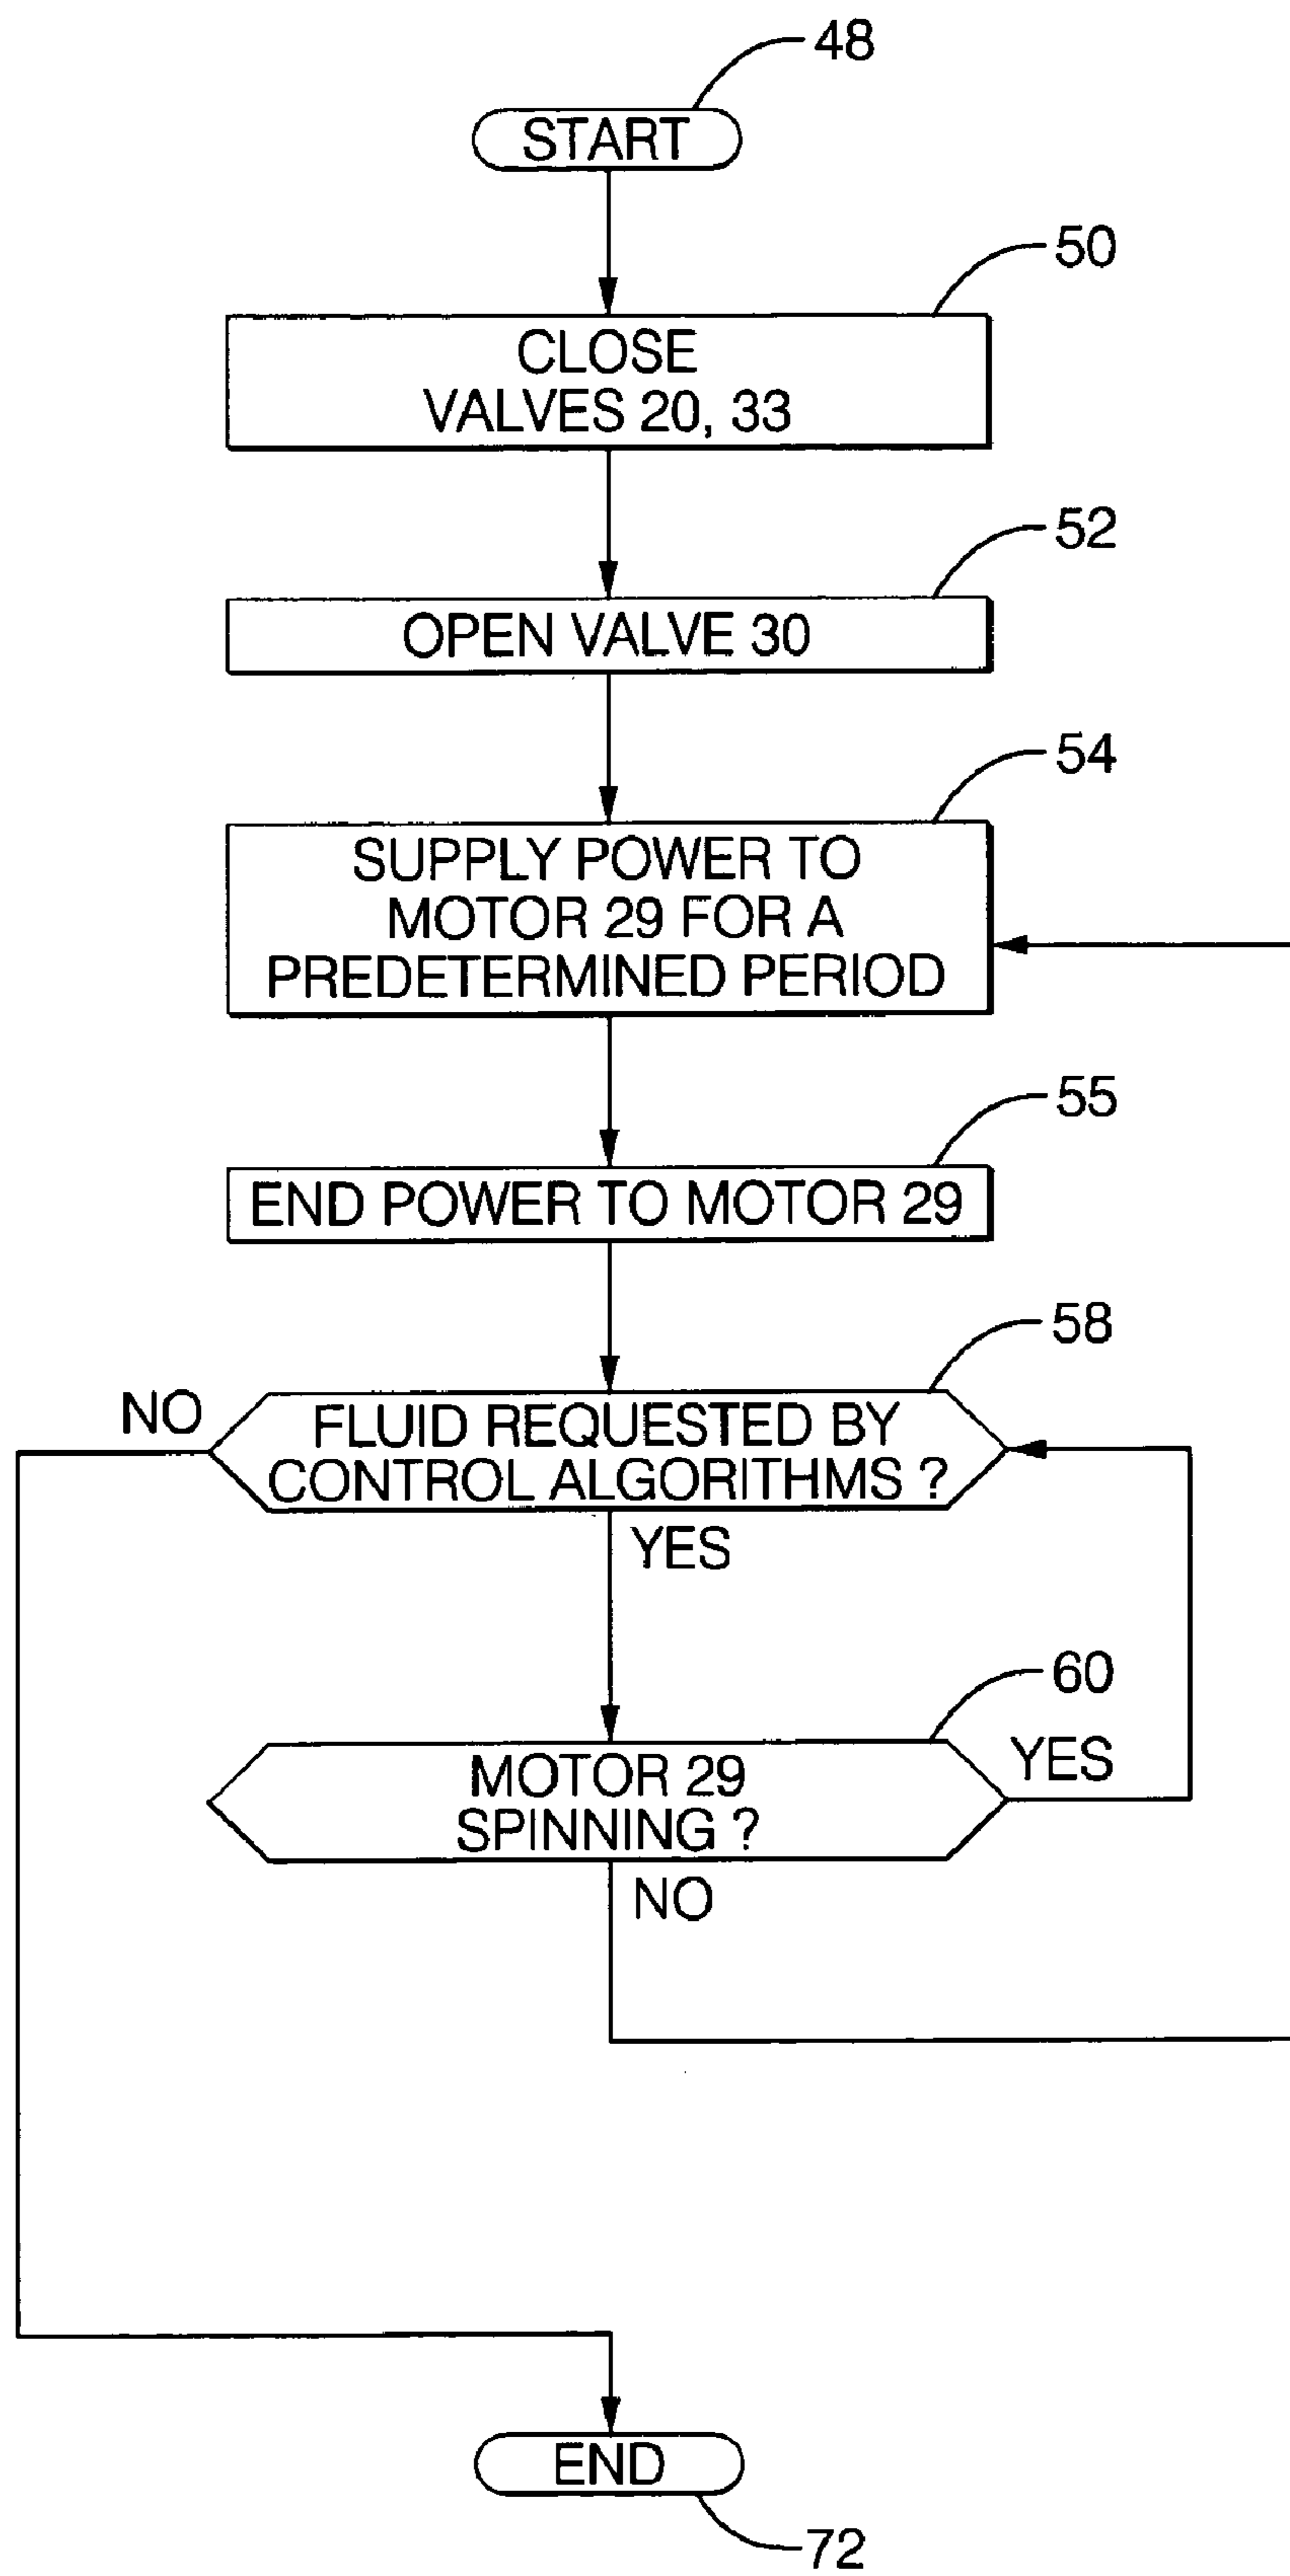 48
START
50
CLOSE
VALVES 20, 33
52
OPEN VALVE 30
54
SUPPLY POWER TO
MOTOR 29 FOR A
PREDETERMINED PERIOD
55
END POWER TO MOTOR 29
58
NO
FLUID REQUESTED BY
CONTROL ALGORITHMS ?
YES
60
MOTOR 29
SPINNING ?
YES
NO
END
72